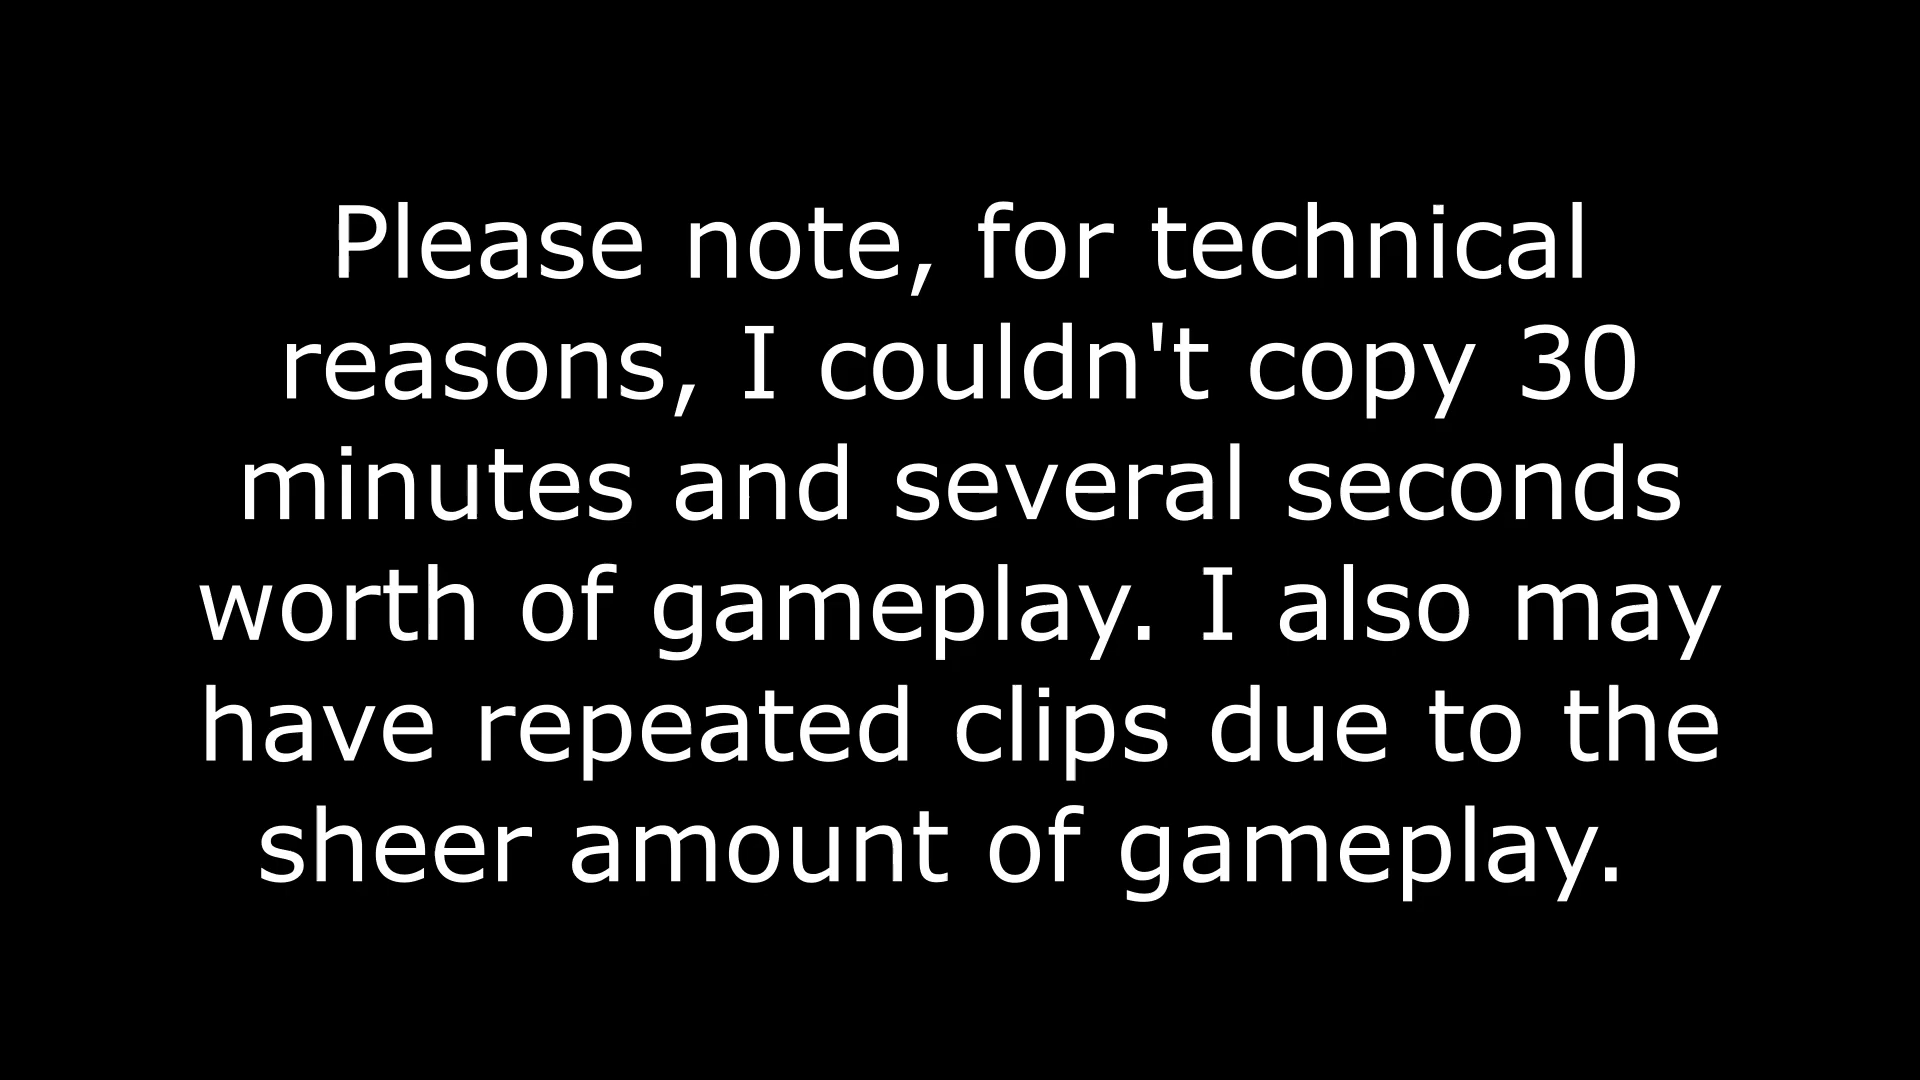 Please note, for technical
reasons, I couldn't copy 30
minutes and several seconds
worth of gameplay. I also may
have repeated clips due to the
sheer amount of gameplay.